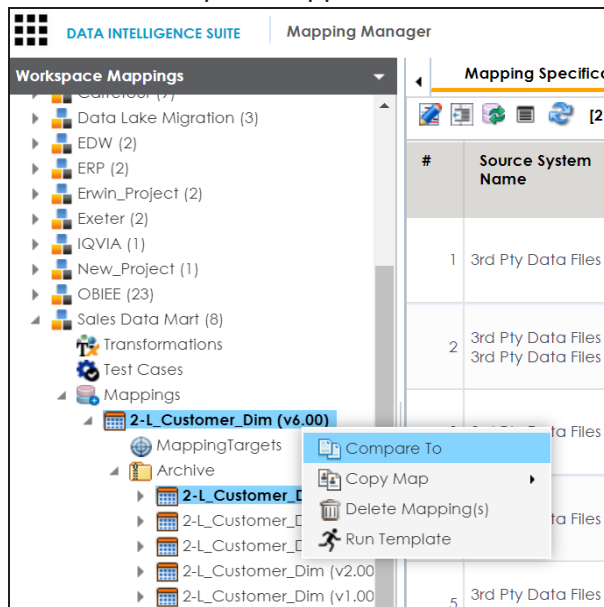 DATA INTELLIGENCE SUITE Mapping Manager
Workspace Mappings
Mapping Specifica
Data Lake Migration (3)
EDW (2)
ERP (2)
Erwin_Project (2)
Exeter (2)
IQVIA (1)
New_Project (1)
OBIEE (23)
Sales Data Mart (8)
Transformations
Test Cases
Mappings
2-L_Customer_Dim (v6.00)
MappingTargets
Archive
2-L_Customer_D
2-L_Customer_D
2-L_Customer_D
2-L_Customer_Dim (v2.00
2-L_Customer_Dim (v1.00
Compare To
Copy Map
Delete Mapping(s)
Run Template
[2
# Source System
Name
1 3rd Pty Data Files
2 3rd Pty Data Files
3rd Pty Data Files
ta Files
ta Files
5 3rd Pty Data Files